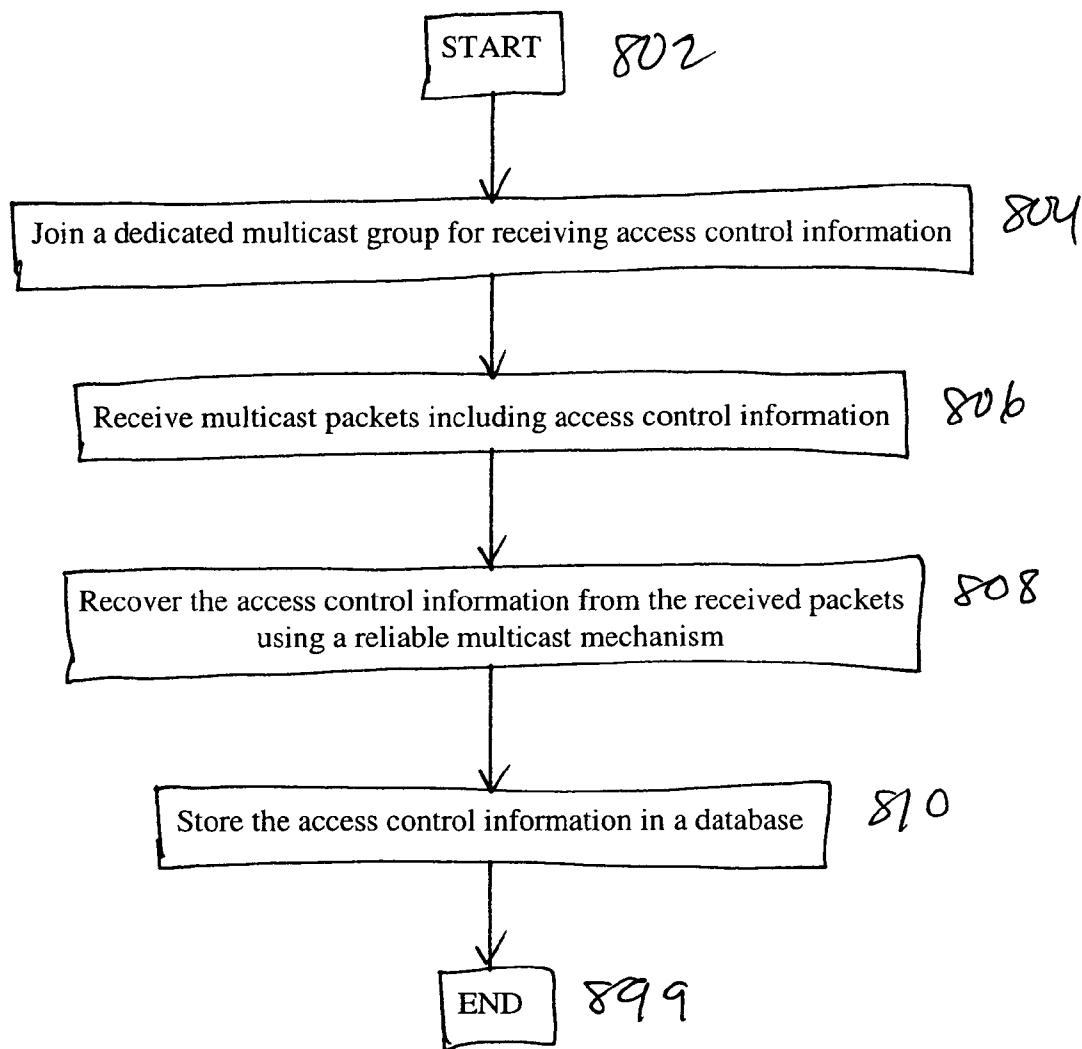 START 802
Join a dedicated multicast group for receiving access control information 804
Receive multicast packets including access control information 806
Recover the access control information from the received packets 808
using a reliable multicast mechanism
Store the access control information in a database 810
END 899